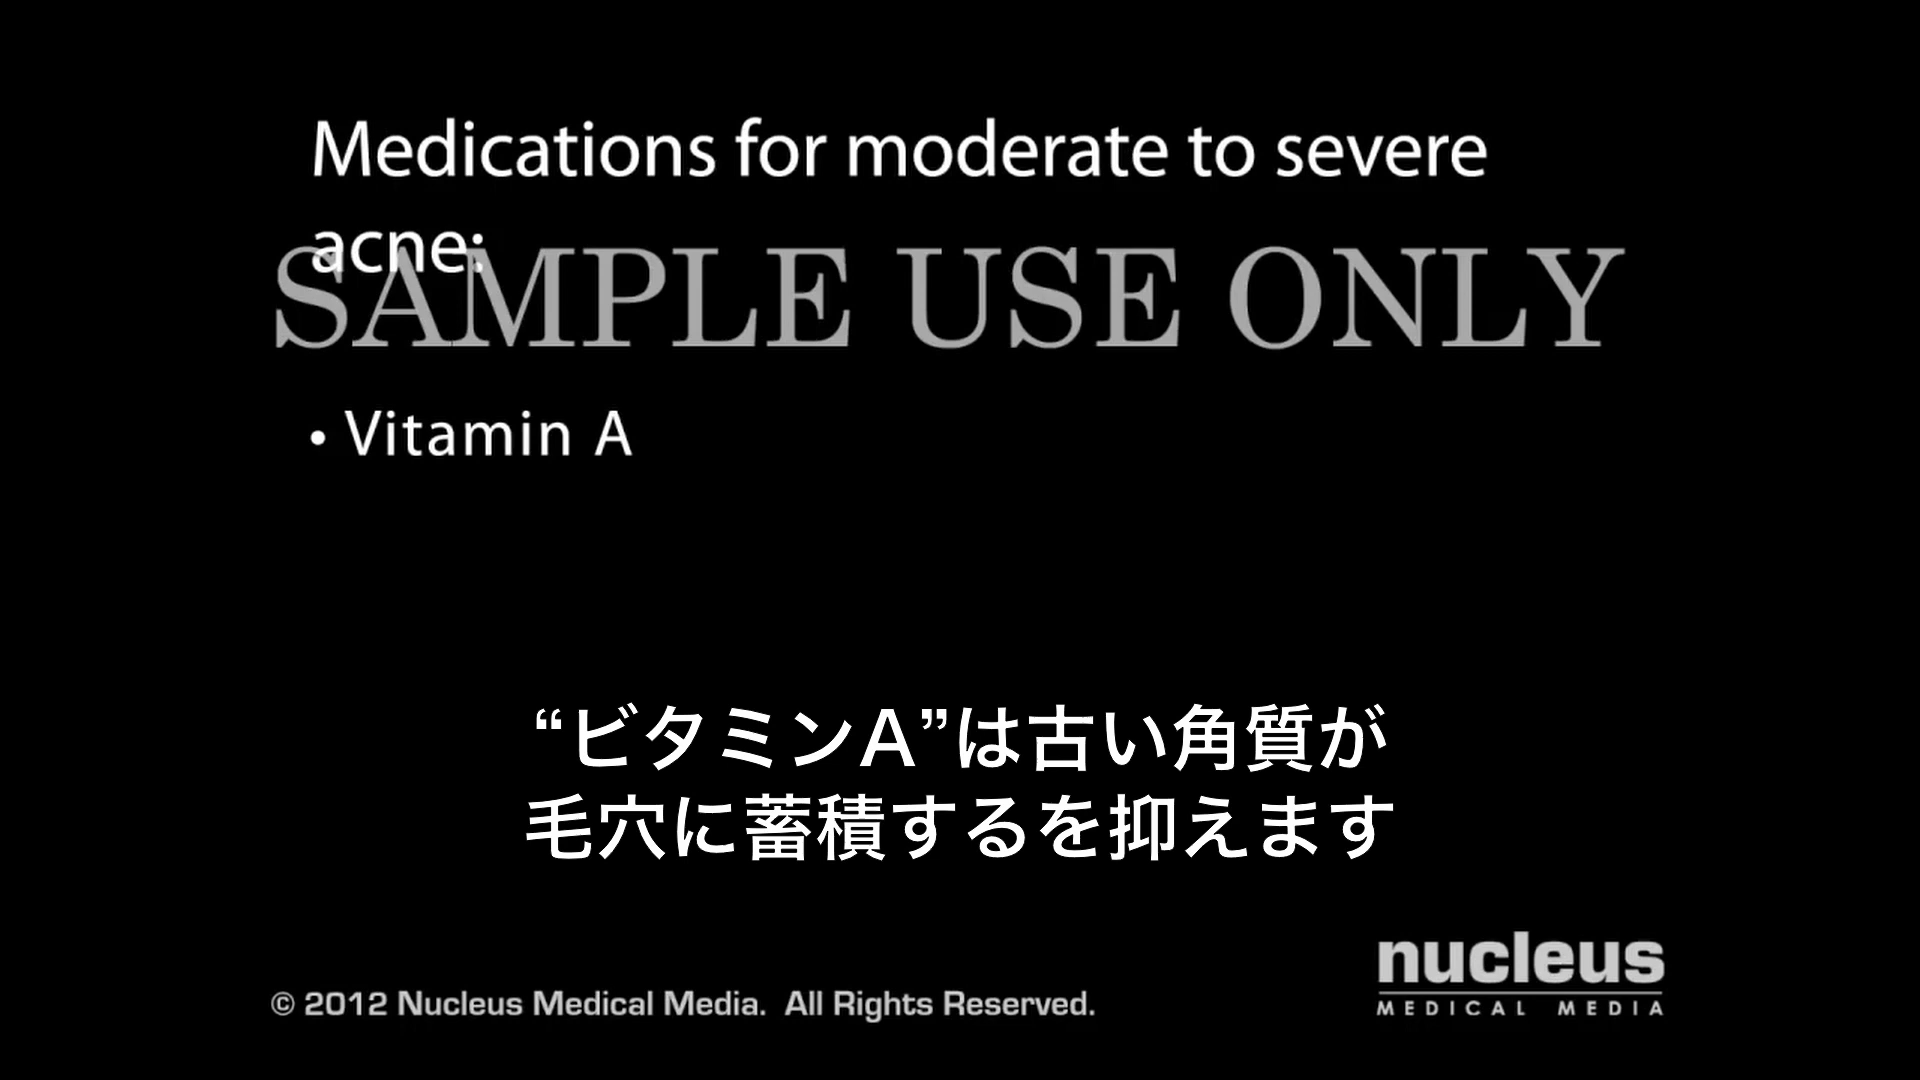 Medications for moderate to severe
acne:
SAMPLE USE ONLY
• Vitamin A
“ビタミンA”は古い角質が
毛穴に蓄積するを抑えます
nucleus
MEDICAL MEDIA
© 2012 Nucleus Medical Media. All Rights Reserved.